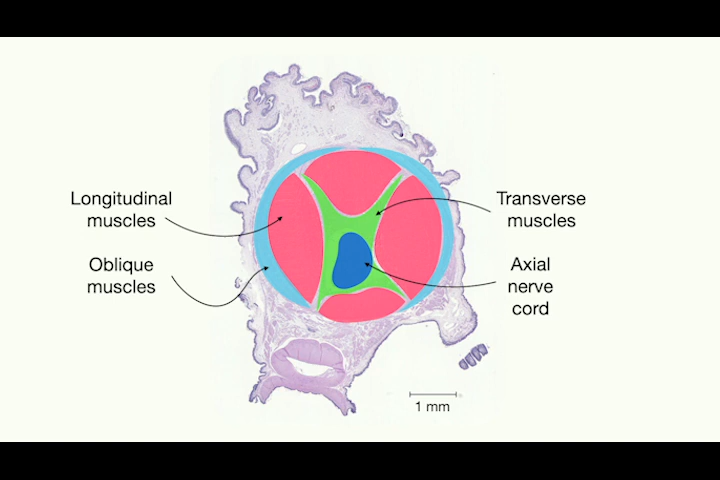 Longitudinal
muscles
Oblique
muscles
Transverse
muscles
Axial
nerve
cord
1 mm